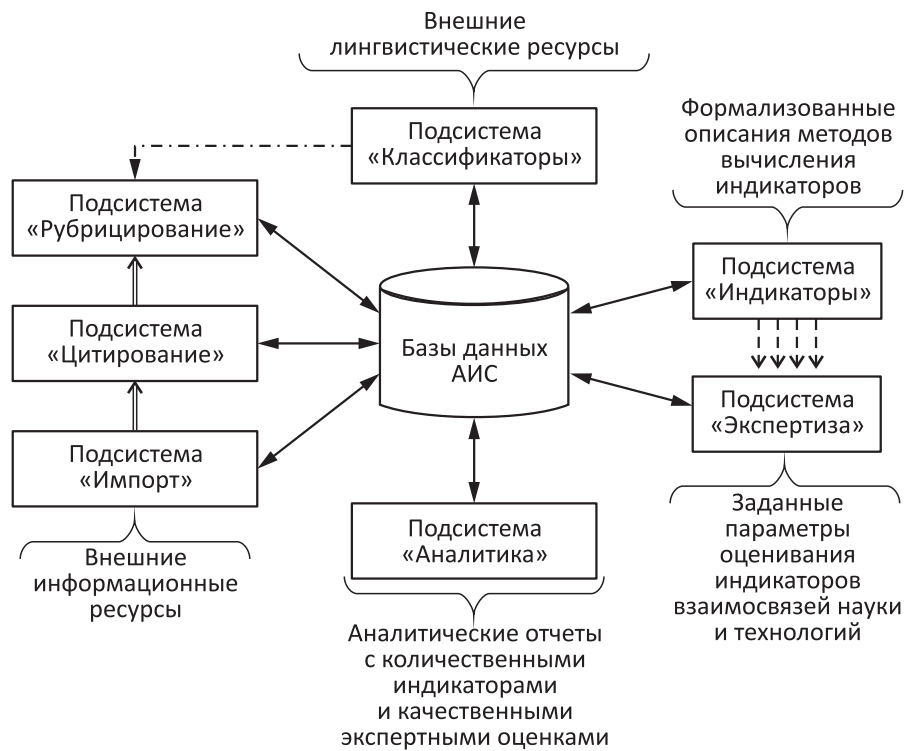 Внешние
лингвистические ресурсы
Подсистема
«Классификаторы»
Формализованные
описания методов
вычисления
индикаторов
Подсистема
«Рубрицирование»
Подсистема
«Индикаторы»
Подсистема
«Цитирование»
Базы данных
АИС
Подсистема
«Экспертиза»
Подсистема
«Импорт»
Внешние
информационные
ресурсы
Подсистема
«Аналитика»
Заданные
параметры
оценивания
индикаторов
взаимосвязей науки
и технологий
Аналитические отчеты
с количественными
индикаторами
и качественными
экспертными оценками